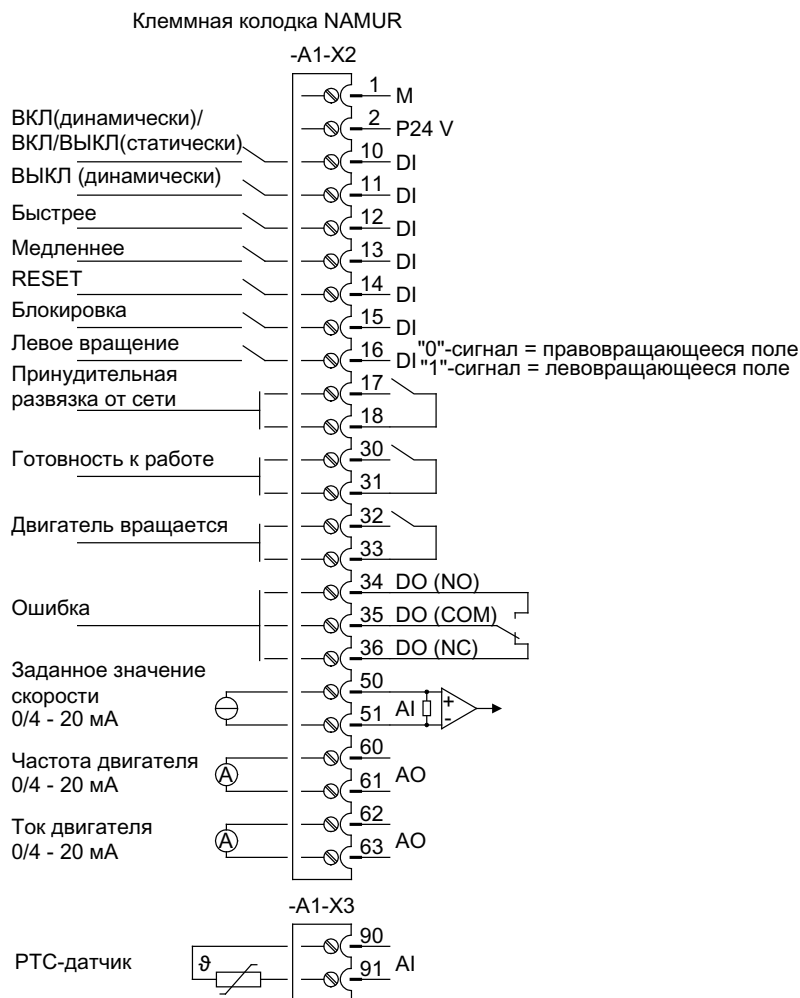 Клеммная колодка NAMUR
-A1-X2
1 M
2 P24 V
ВКЛ(динамически)/
ВКЛ/ВЫКЛ(статически)
10 DI
ВЫКЛ (динамически)
11 DI
Быстрее
12 DI
Медленнее
13 DI
RESET
14 DI
Блокировка
15 DI
Левое вращение
16 DI "0"-сигнал = правовращающееся поле
"1"-сигнал = левовращающееся поле
Принудительная
развязка от сети
17
18
Готовность к работе
30
31
Двигатель вращается
32
33
Ошибка
34 DO (NO)
35 DO (COM)
36 DO (NC)
Заданное значение
скорости
0/4 - 20 мА
50
51 AI
+
-
Частота двигателя
0/4 - 20 мА
A
60
61 AO
Ток двигателя
0/4 - 20 мА
A
62
63 AO
-A1-X3
PTC-датчик
ϑ
90
91 AI